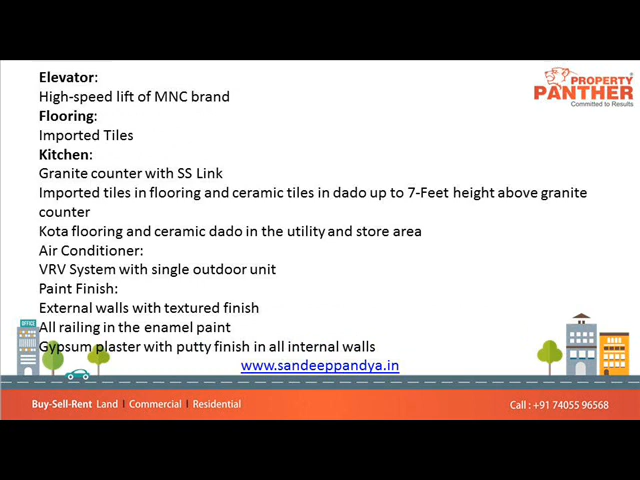 Elevator:
High-speed lift of MNC brand
Flooring:
Imported Tiles
Kitchen:
Granite counter with SS Link
Imported tiles in flooring and ceramic tiles in dado up to 7-Feet height above granite
counter
Kota flooring and ceramic dado in the utility and store area
Air Conditioner:
VRV System with single outdoor unit
Paint Finish:
External walls with textured finish
All railing in the enamel paint
Gypsum plaster with putty finish in all internal walls
www.sandeeppandya.in
PROPERTY
PANTHER
Committed to Results
OFFICE
Buy-Sell-Rent Land | Commercial | Residential
Call : +91 74055 96568